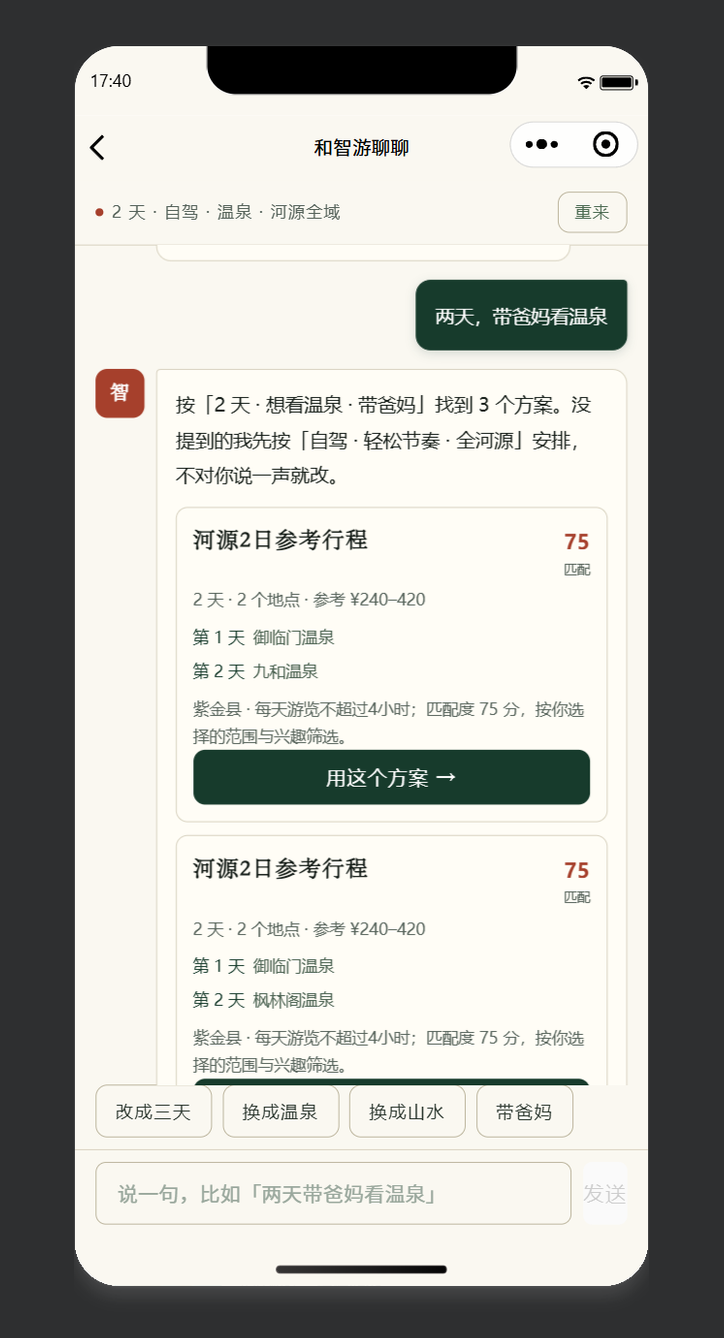 17:40
和智游聊聊
2 天 · 自驾 · 温泉 · 河源全域
重来
两天，带爸妈看温泉
智
按「2 天 · 想看温泉 · 带爸妈」找到 3 个方案。没
提到的我先按「自驾 · 轻松节奏 · 全河源」安排，
不对你说一声就改。
河源2日参考行程
75
匹配
2 天 · 2 个地点 · 参考 ¥240–420
第 1 天 御临门温泉
第 2 天 九和温泉
紫金县 · 每天游览不超过4小时；匹配度 75 分，按你选
择的范围与兴趣筛选。
用这个方案 →
河源2日参考行程
75
匹配
2 天 · 2 个地点 · 参考 ¥240–420
第 1 天 御临门温泉
第 2 天 枫林阁温泉
紫金县 · 每天游览不超过4小时；匹配度 75 分，按你选
择的范围与兴趣筛选。
改成三天
换成温泉
换成山水
带爸妈
说一句，比如「两天带爸妈看温泉」
发送